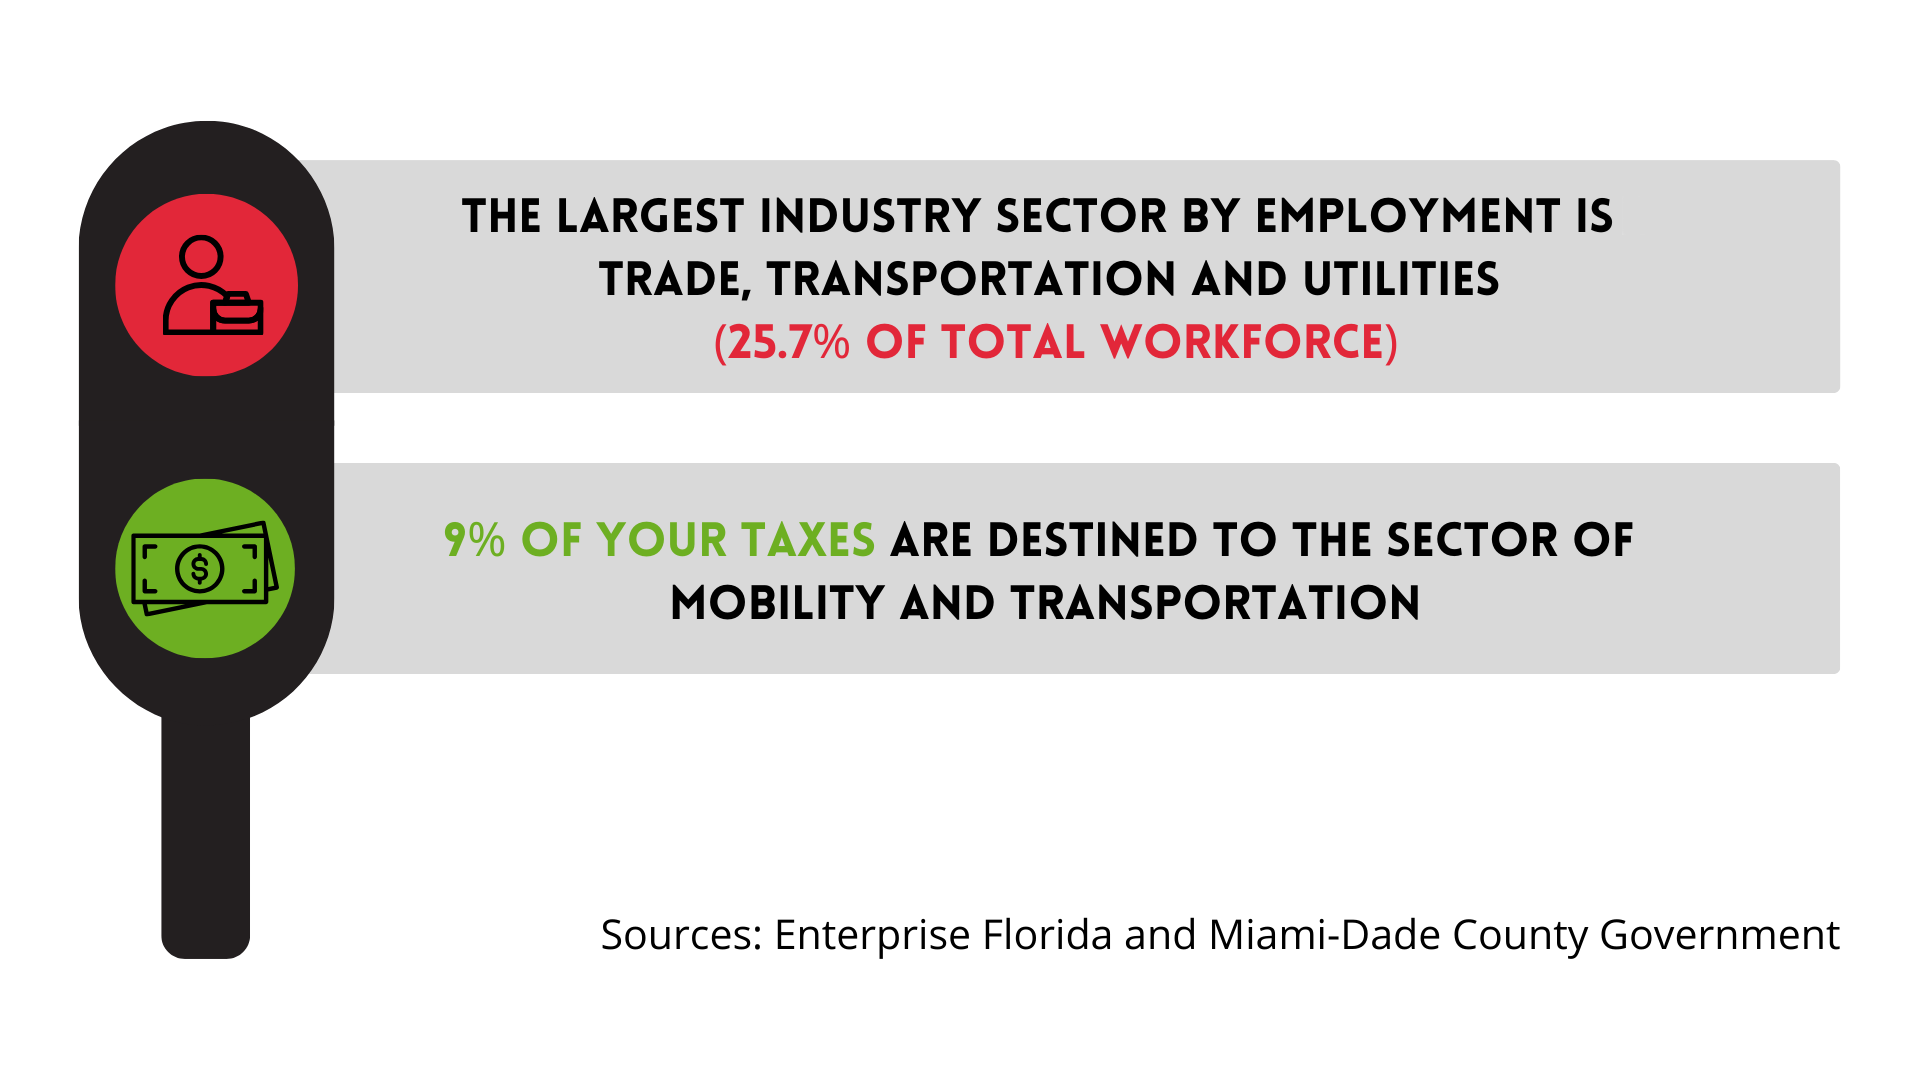 THE LARGEST INDUSTRY SECTOR BY EMPLOYMENT IS
TRADE, TRANSPORTATION AND UTILITIES
(25.7% OF TOTAL WORKFORCE)
$
9% OF YOUR TAXES ARE DESTINED TO THE SECTOR OF
MOBILITY AND TRANSPORTATION
Sources: Enterprise Florida and Miami-Dade County Government